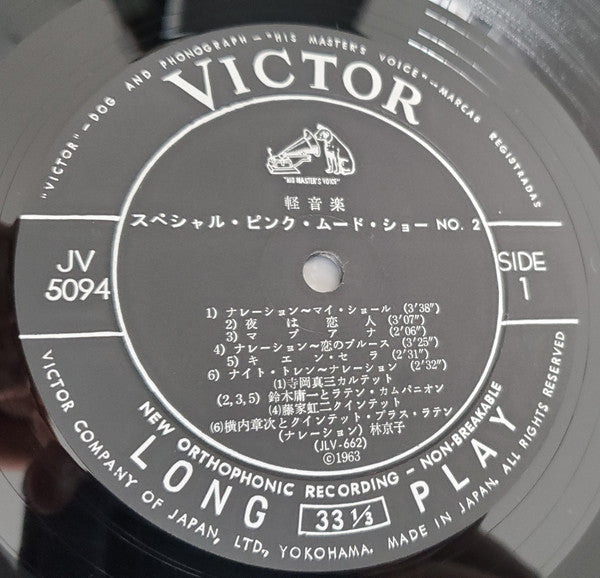 "VICTOR" — DOG AND PHONOGRAPH — "HIS MASTER'S VOICE" — MARCAS REGISTRADAS
VICTOR
"HIS MASTER'S VOICE"
軽音楽
スペシャル・ピンク・ムード・ショー NO. 2
JV
5094
SIDE
1
1) ナレーション〜マイ・ショール (3'38")
2) 夜は恋人 (3'07")
3) マブアナ (2'06")
4) ナレーション〜恋のブルース (3'25")
5) キエン・セラ (2'31")
6) ナイト・トレン〜ナレーション (2'32")
(1)寺岡真三カルテット
(2,3,5) 鈴木庸一とラテン・カムパニオン
(4)藤家虹二クインテット
(6)横内章次とクインテット・プラス・ラテン
(ナレーション) 林京子
(JLV-662)
©1963
NEW ORTHOPHONIC RECORDING — NON-BREAKABLE
LONG 33 1/3 PLAY
VICTOR COMPANY OF JAPAN, LTD., YOKOHAMA. MADE IN JAPAN. ALL RIGHTS RESERVED